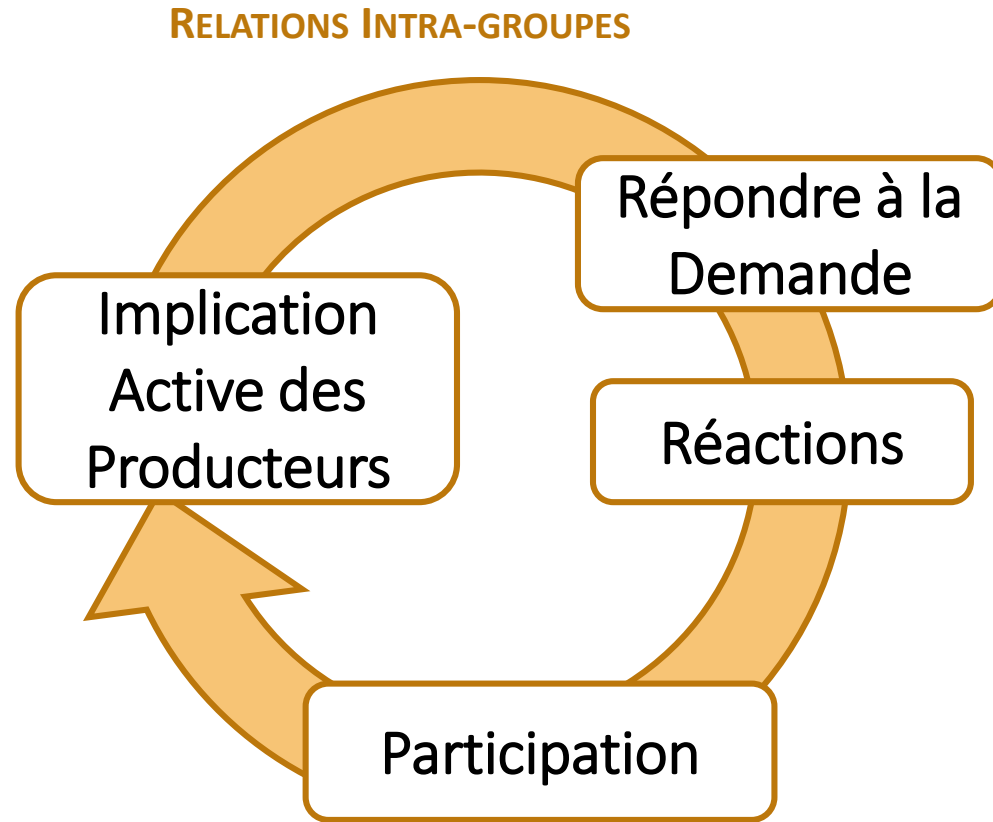 RELATIONS INTRA-GROUPES
Répondre à la
Demande
Implication
Active des
Producteurs
Réactions
Participation